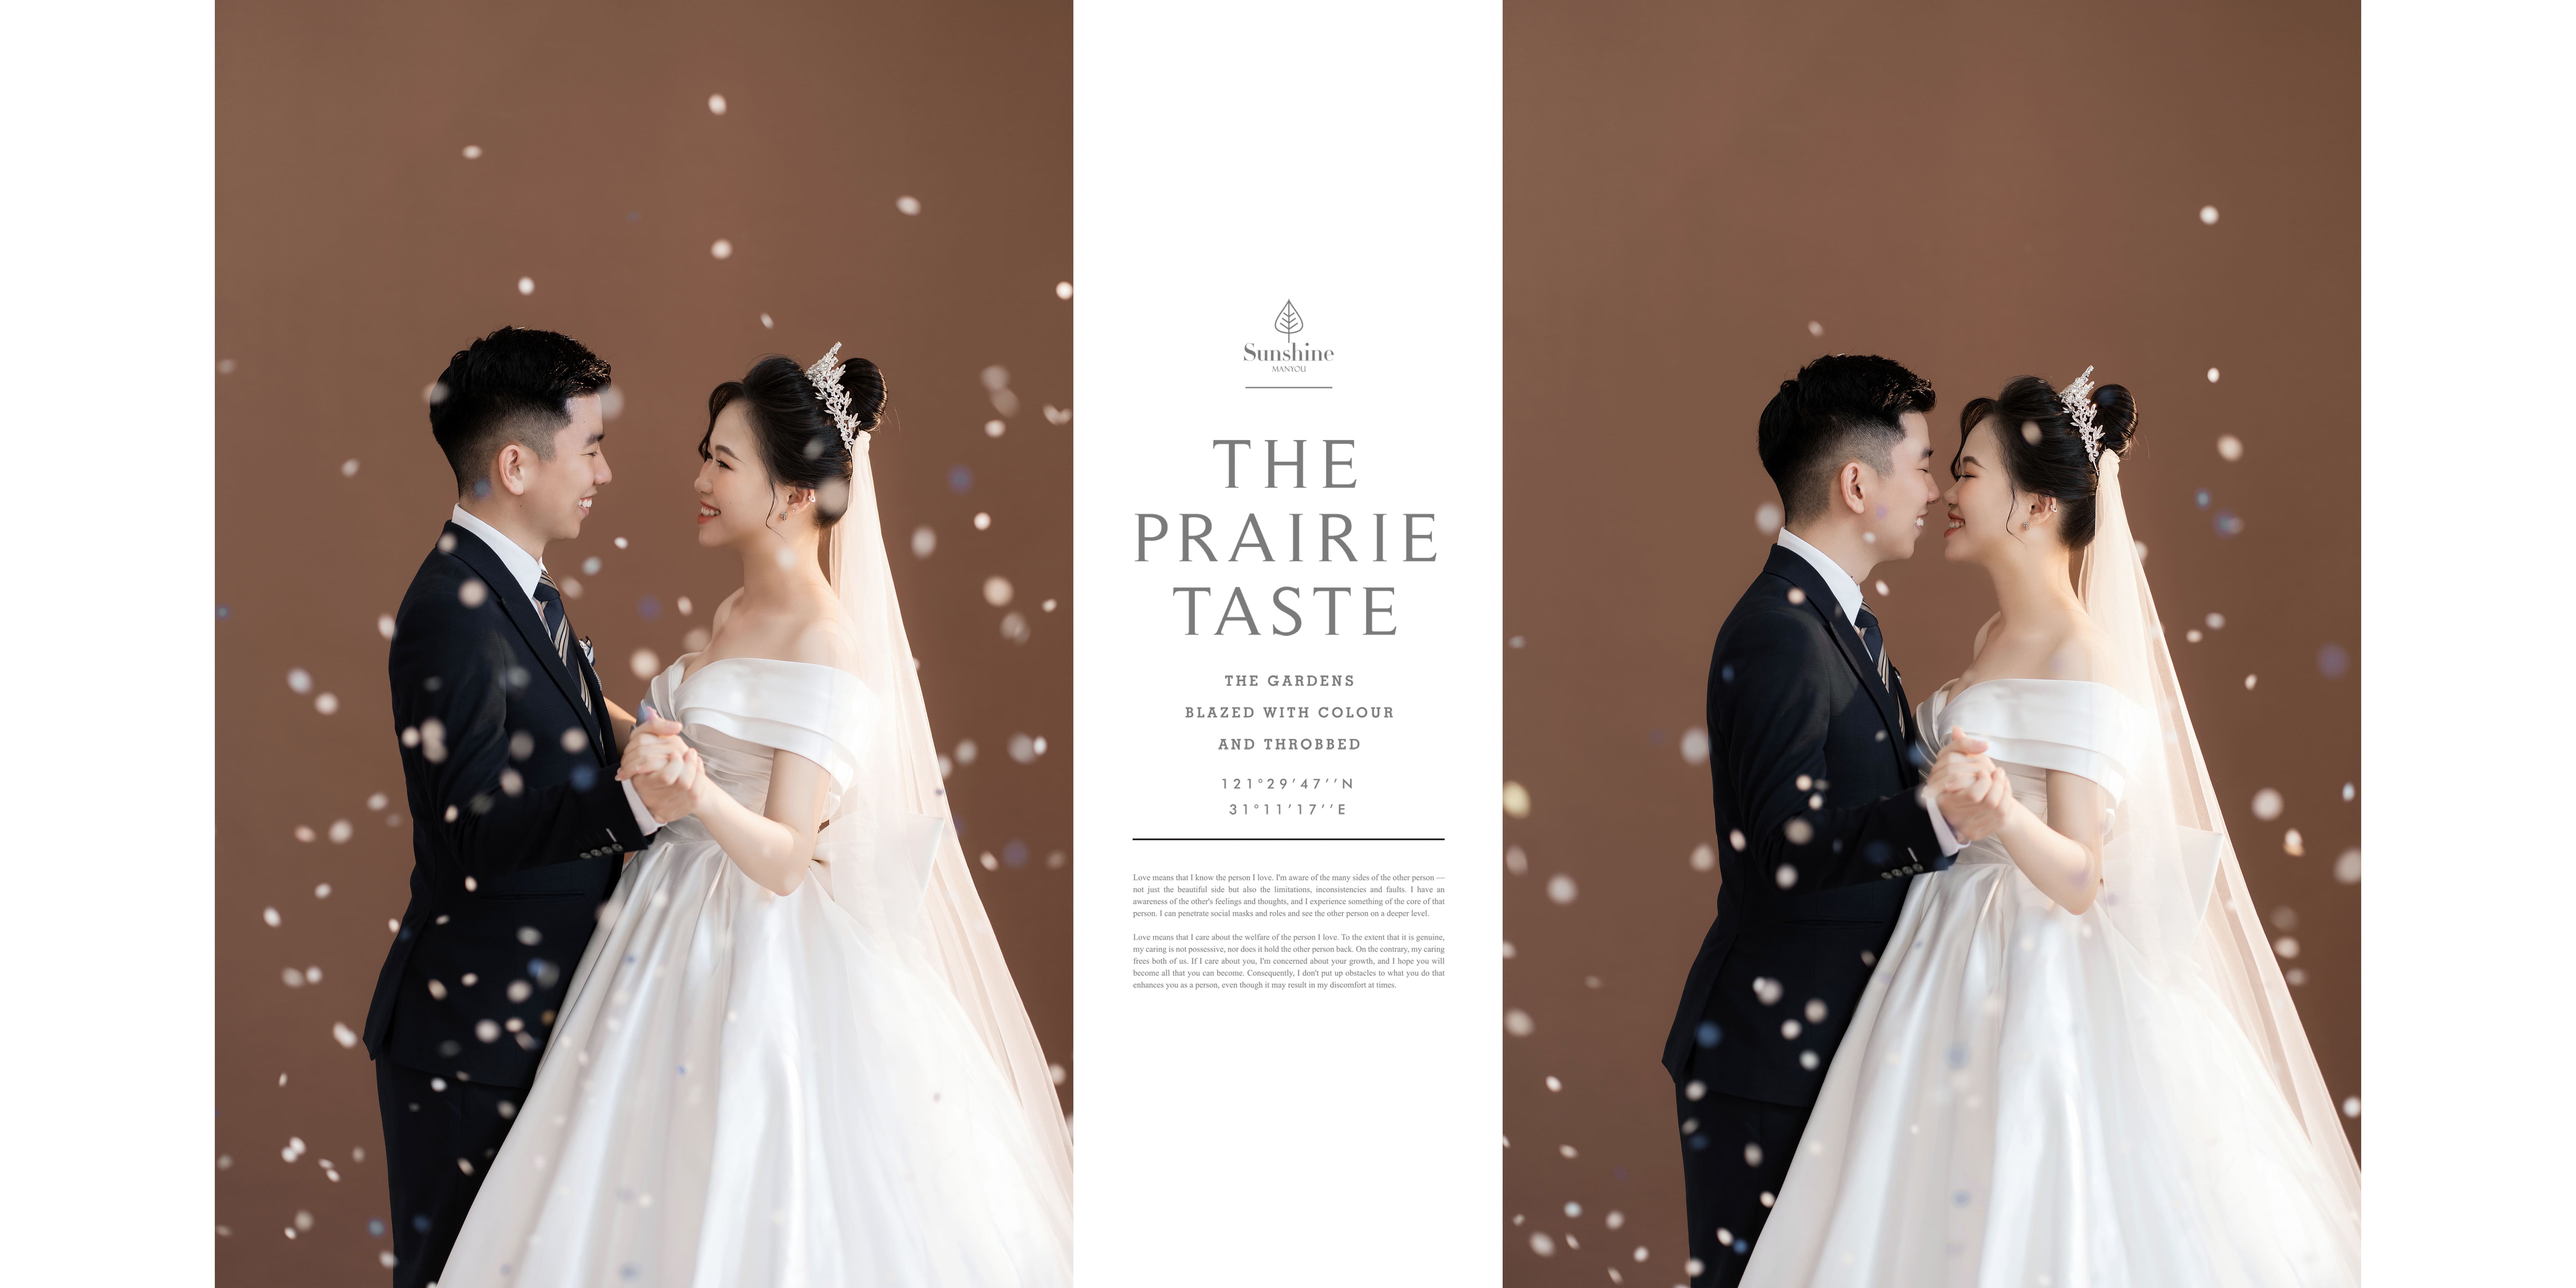 Sunshine
MANYOU
THE
PRAIRIE
TASTE
THE GARDENS
BLAZED WITH COLOUR
AND THROBBED
121°29'47''N
31°11'17''E
Love means that I know the person I love. I'm aware of the many sides of the other person —
not just the beautiful side but also the limitations, inconsistencies and faults. I have an
awareness of the other's feelings and thoughts, and I experience something of the core of that
person. I can penetrate social masks and roles and see the other person on a deeper level.
Love means that I care about the welfare of the person I love. To the extent that it is genuine,
my caring is not possessive, nor does it hold the other person back. On the contrary, my caring
frees both of us. If I care about you, I'm concerned about your growth, and I hope you will
become all that you can become. Consequently, I don't put up obstacles to what you do that
enhances you as a person, even though it may result in my discomfort at times.